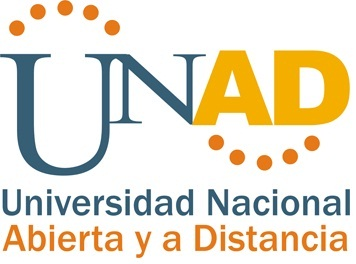 UNAD
Universidad Nacional
Abierta y a Distancia